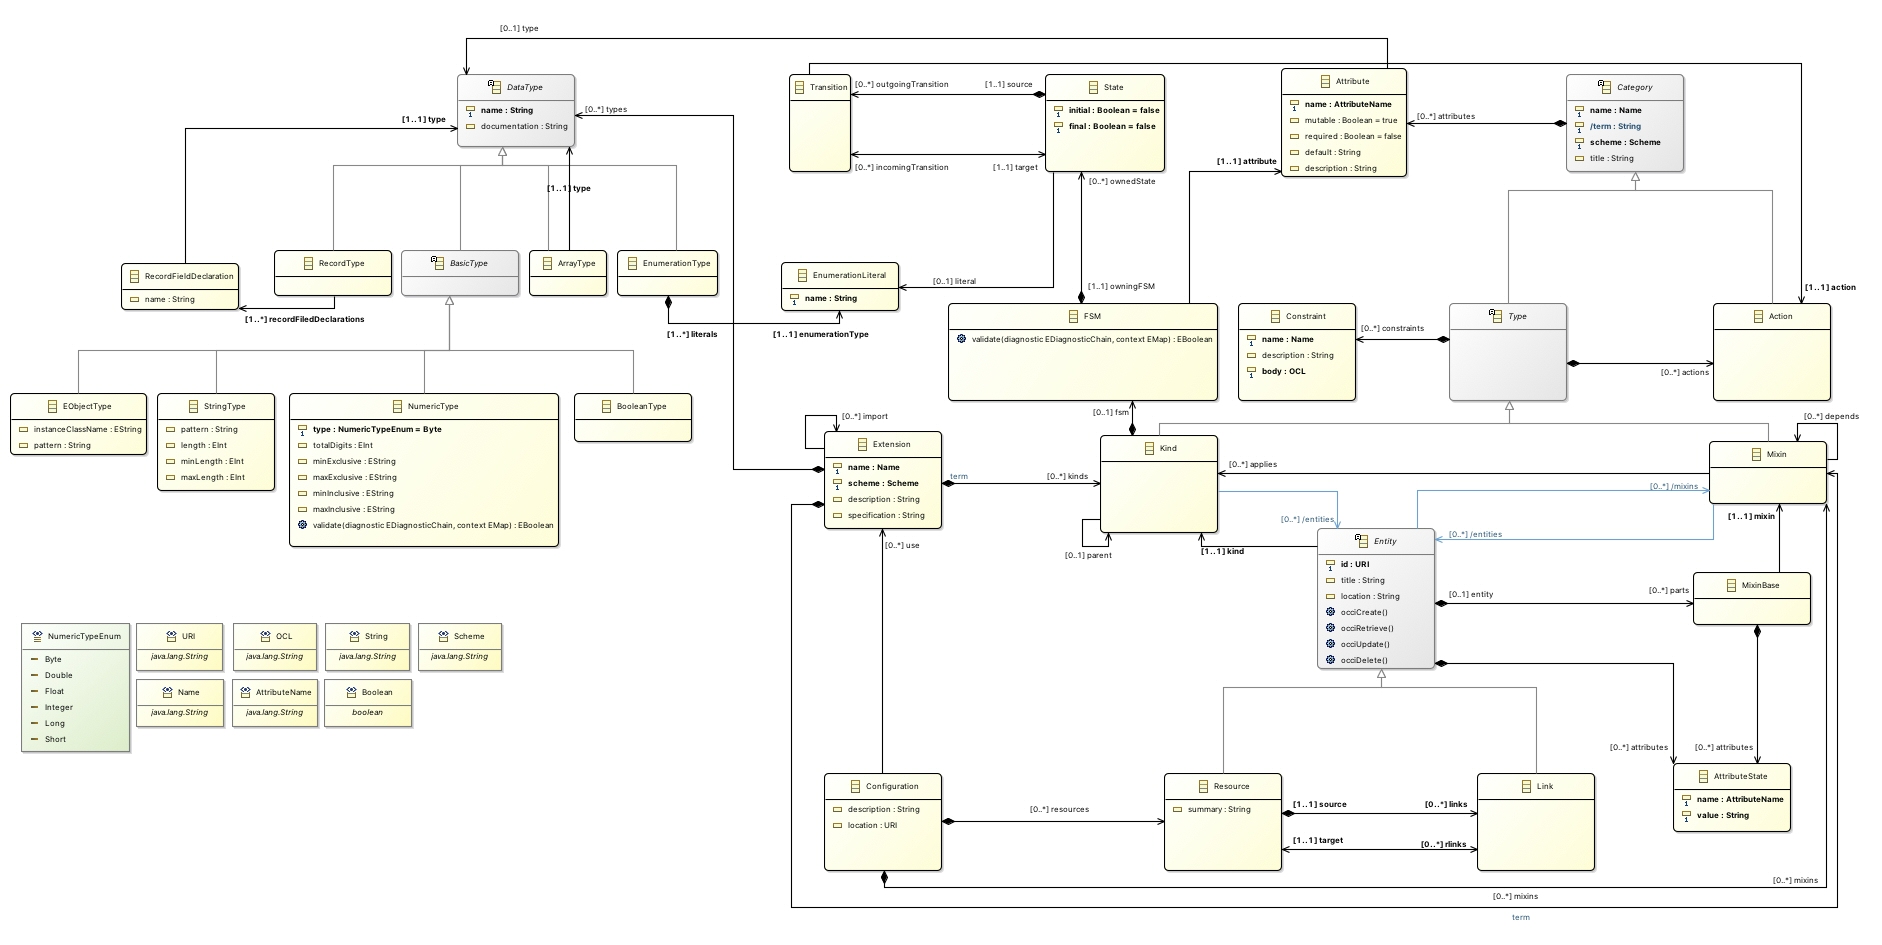 [0..1] type
DataType
name : String
documentation : String
[0..*] types
[1..1] type
[1..1] type
Transition
[0..*] outgoingTransition
[1..1] source
[0..*] incomingTransition
[1..1] target
State
initial : Boolean = false
final : Boolean = false
[0..*] ownedState
Attribute
name : AttributeName
mutable : Boolean = true
required : Boolean = false
default : String
description : String
[0..*] attributes
[1..1] attribute
Category
name : Name
/term : String
scheme : Scheme
title : String
RecordFieldDeclaration
name : String
RecordType
BasicType
ArrayType
EnumerationType
[1..*] recordFiledDeclarations
[1..*] literals
[1..1] enumerationType
EnumerationLiteral
name : String
[0..1] literal
[1..1] owningFSM
FSM
validate(diagnostic EDiagnosticChain, context EMap) : EBoolean
Constraint
name : Name
description : String
body : OCL
[0..*] constraints
Type
[0..*] actions
Action
[1..1] action
EObjectType
instanceClassName : EString
pattern : String
StringType
pattern : String
length : EInt
minLength : EInt
maxLength : EInt
NumericType
type : NumericTypeEnum = Byte
totalDigits : EInt
minExclusive : EString
maxExclusive : EString
minInclusive : EString
maxInclusive : EString
validate(diagnostic EDiagnosticChain, context EMap) : EBoolean
BooleanType
[0..*] import
Extension
name : Name
scheme : Scheme
description : String
specification : String
term
[0..*] kinds
[0..1] fsm
Kind
[0..1] parent
[0..*] applies
[0..*] /entities
[1..1] kind
[0..*] depends
Mixin
[0..*] /mixins
[0..*] /entities
[1..1] mixin
[0..*] use
Entity
id : URI
title : String
location : String
occiCreate()
occiRetrieve()
occiUpdate()
occiDelete()
[0..1] entity
[0..*] parts
MixinBase
NumericTypeEnum
Byte
Double
Float
Integer
Long
Short
URI
java.lang.String
OCL
java.lang.String
String
java.lang.String
Scheme
java.lang.String
Name
java.lang.String
AttributeName
java.lang.String
Boolean
boolean
[0..*] attributes
[0..*] attributes
AttributeState
name : AttributeName
value : String
Configuration
description : String
location : URI
[0..*] resources
Resource
summary : String
[1..1] source
[0..*] links
[1..1] target
[0..*] rlinks
Link
[0..*] mixins
[0..*] mixins
term